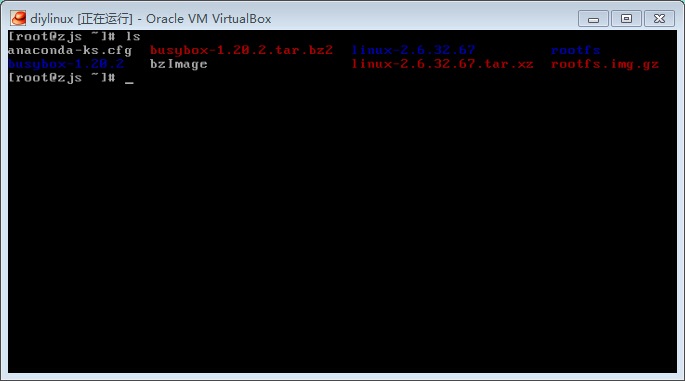 diylinux [正在运行] - Oracle VM VirtualBox
[root@zjs ~]# ls
anaconda-ks.cfg busybox-1.20.2.tar.bz2 linux-2.6.32.67 rootfs
busybox-1.20.2 bzImage linux-2.6.32.67.tar.xz rootfs.img.gz
[root@zjs ~]# _